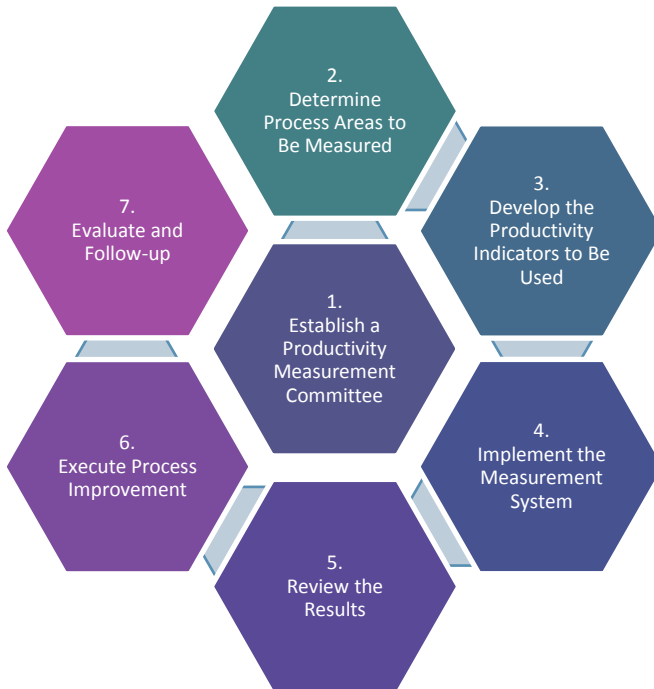 1.
Establish a
Productivity
Measurement
Committee
2.
Determine
Process Areas to
Be Measured
3.
Develop the
Productivity
Indicators to Be
Used
4.
Implement the
Measurement
System
5.
Review the
Results
6.
Execute Process
Improvement
7.
Evaluate and
Follow-up